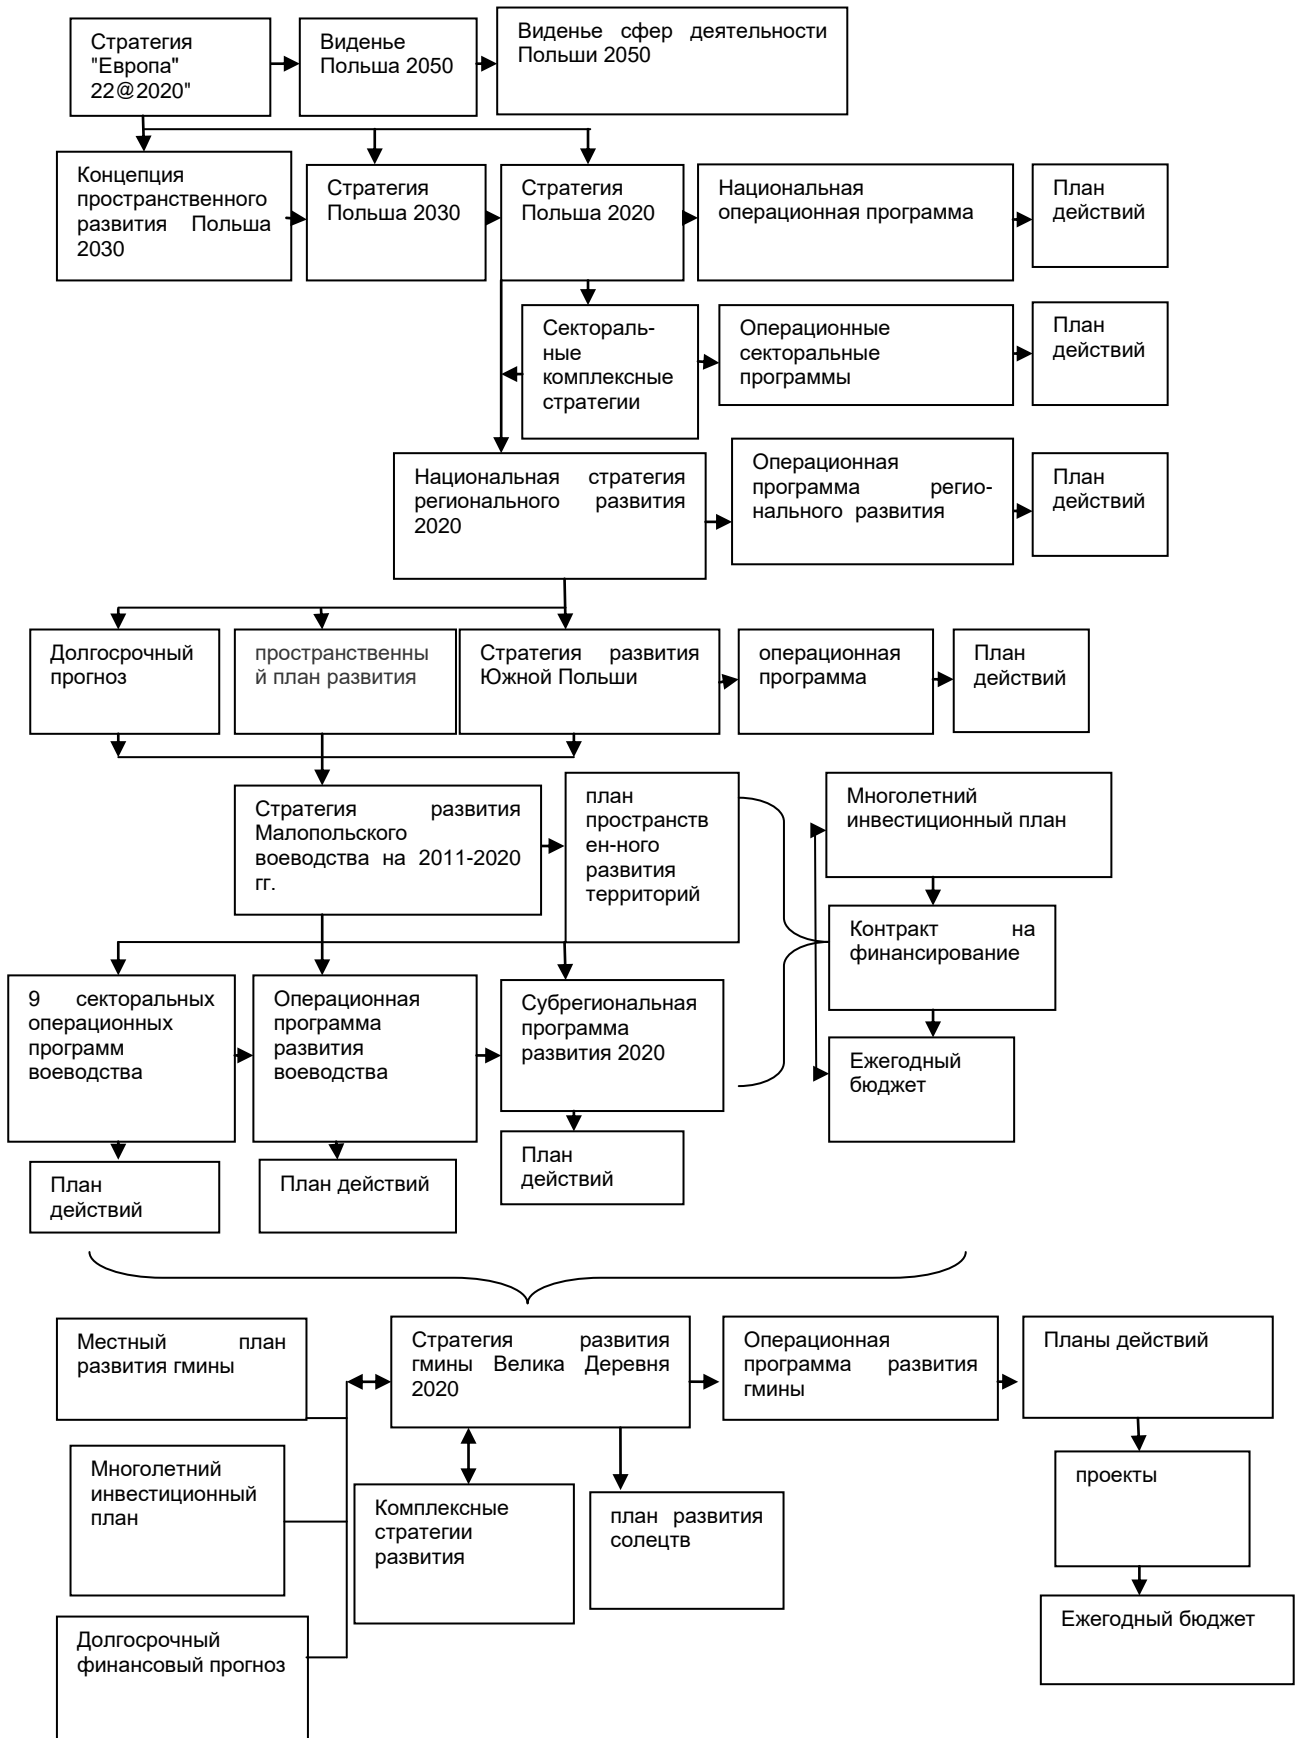 Стратегия
"Европа"
22@2020"
Виденье
Польша 2050
Виденье сфер деятельности
Польши 2050
Концепция
пространственного
развития Польша
2030
Стратегия
Польша 2030
Стратегия
Польша 2020
Национальная
операционная программа
План
действий
Сектораль-
ные
комплексные
стратегии
Операционные
секторальные
программы
План
действий
Национальная стратегия
регионального развития
2020
Операционная
программа регио-
нального развития
План
действий
Долгосрочный
прогноз
пространственны
й план развития
Стратегия развития
Южной Польши
операционная
программа
План
действий
Стратегия развития
Малопольского
воеводства на 2011-2020
гг.
план
пространств
ен-ного
развития
территорий
Многолетний
инвестиционный план
Контракт на
финансирование
Ежегодный
бюджет
9 секторальных
операционных
программ
воеводства
Операционная
программа
развития
воеводства
Субрегиональная
программа
развития 2020
План
действий
План действий
План
действий
Местный план
развития гмины
Стратегия развития
гмины Велика Деревня
2020
Операционная
программа развития
гмины
Планы действий
Многолетний
инвестиционный
план
Комплексные
стратегии
развития
план развития
солецтв
проекты
Долгосрочный
финансовый прогноз
Ежегодный бюджет